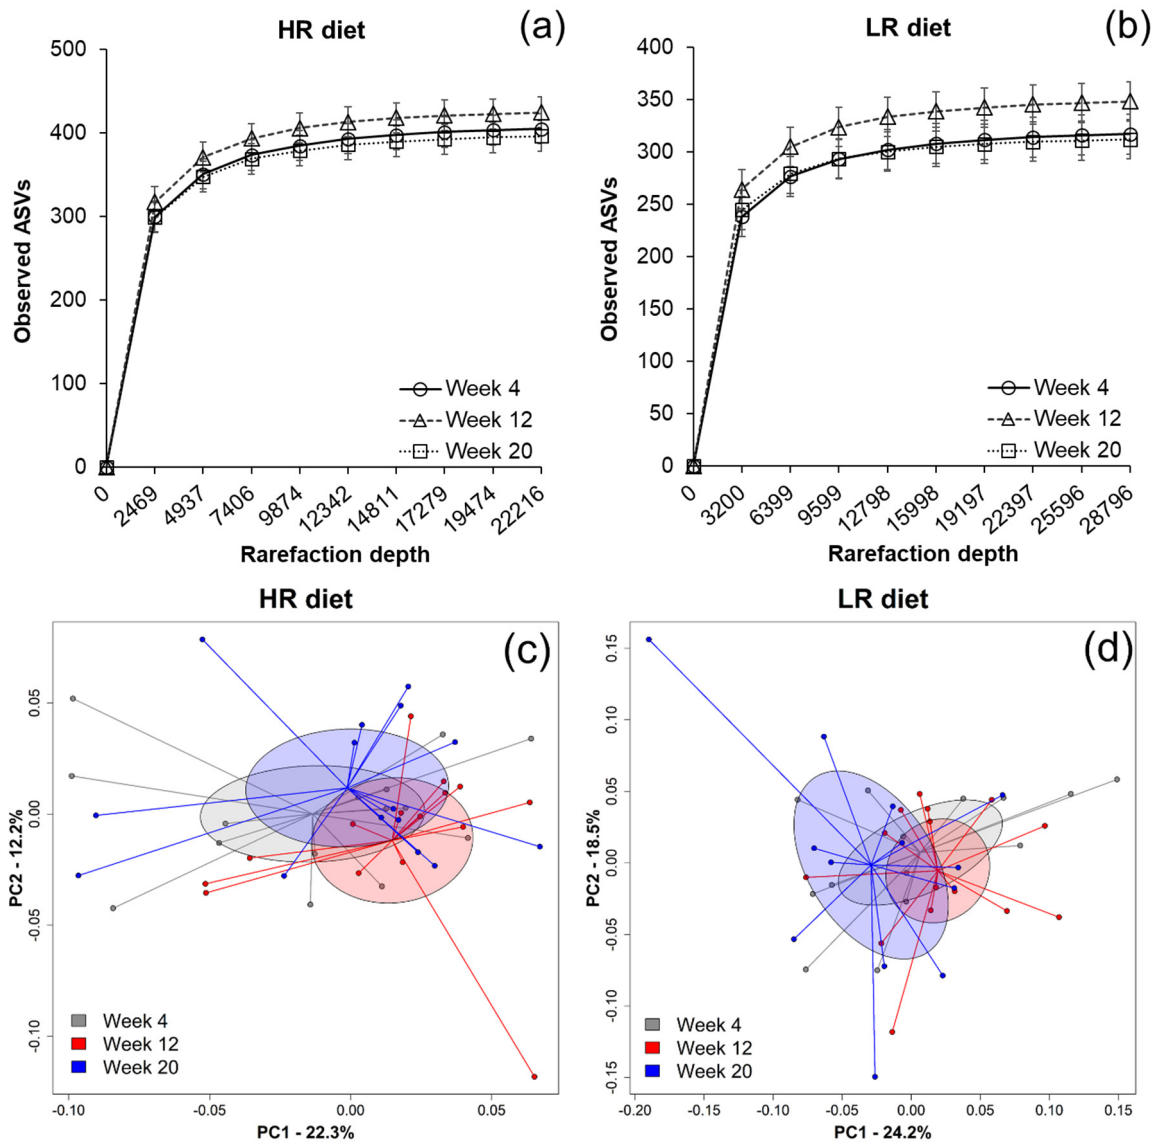 HR diet
(a)
500
400
300
200
100
0
Observed ASVs
Week 4
Week 12
Week 20
0
2469
4937
7406
9874
12342
14811
17279
19474
22216
Rarefaction depth
LR diet
(b)
400
350
300
250
200
150
100
50
0
Observed ASVs
Week 4
Week 12
Week 20
0
3200
6399
9599
12798
15998
19197
22397
25596
28796
Rarefaction depth
HR diet
(c)
0.05
0.00
-0.05
-0.10
PC2 - 12.2%
Week 4
Week 12
Week 20
-0.10
-0.05
0.00
0.05
PC1 - 22.3%
LR diet
(d)
0.15
0.10
0.05
0.00
-0.05
-0.10
-0.15
PC2 - 18.5%
Week 4
Week 12
Week 20
-0.20
-0.15
-0.10
-0.05
0.00
0.05
0.10
0.15
PC1 - 24.2%